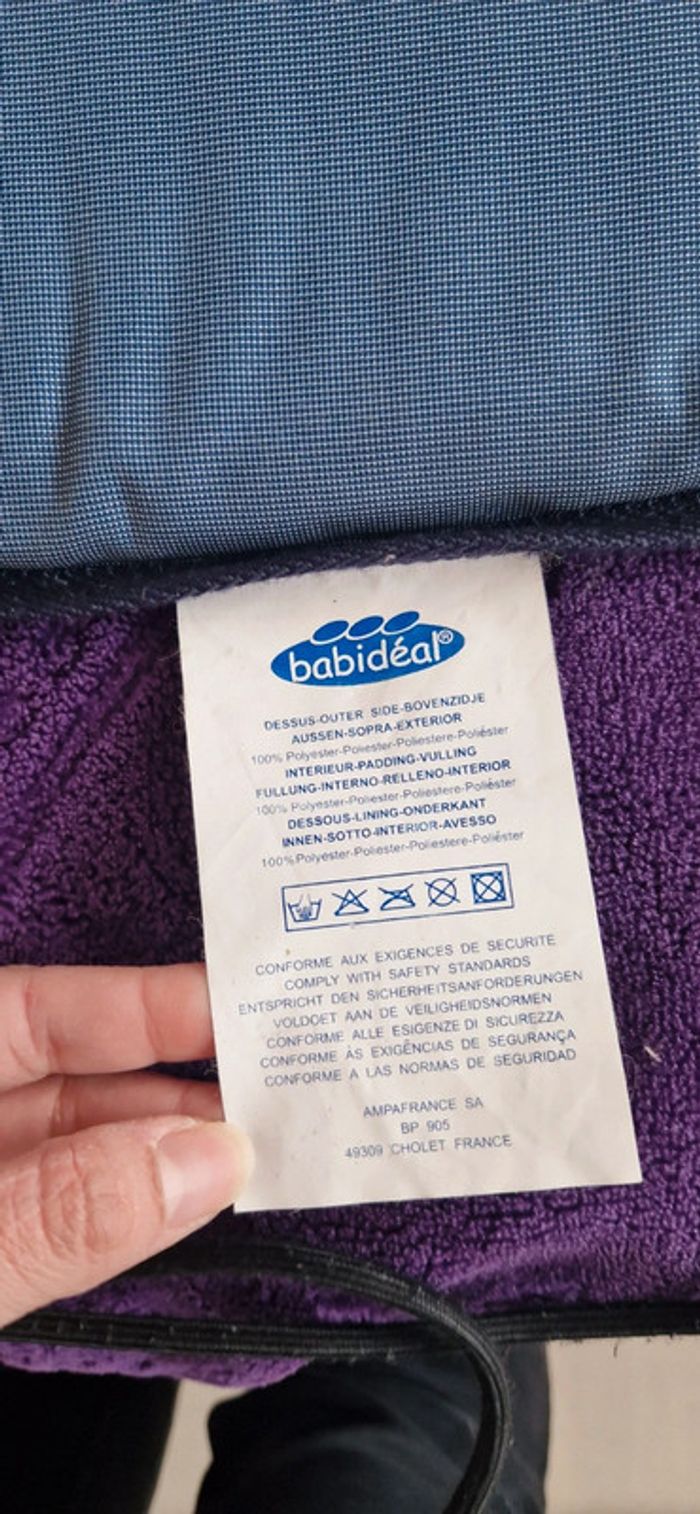 babidéal®
DESSUS-OUTER SIDE-BOVENZIDJE
AUSSEN-SOPRA-EXTERIOR
100% Polyester-Poliester-Poliestere-Poliéster
INTERIEUR-PADDING-VULLING
FULLUNG-INTERNO-RELLENO-INTERIOR
100% Polyester-Poliester-Poliestere-Poliéster
DESSOUS-LINING-ONDERKANT
INNEN-SOTTO-INTERIOR-AVESSO
100%Polyester-Poliester-Poliestere-Poliéster
CONFORME AUX EXIGENCES DE SECURITE
COMPLY WITH SAFETY STANDARDS
ENTSPRICHT DEN SICHERHEITSANFORDERUNGEN
VOLDOET AAN DE VEILIGHEIDSNORMEN
CONFORME ALLE ESIGENZE DI SICUREZZA
CONFORME ÀS EXIGÊNCIAS DE SEGURANÇA
CONFORME A LAS NORMAS DE SEGURIDAD
AMPAFRANCE SA
BP 905
49309 CHOLET FRANCE